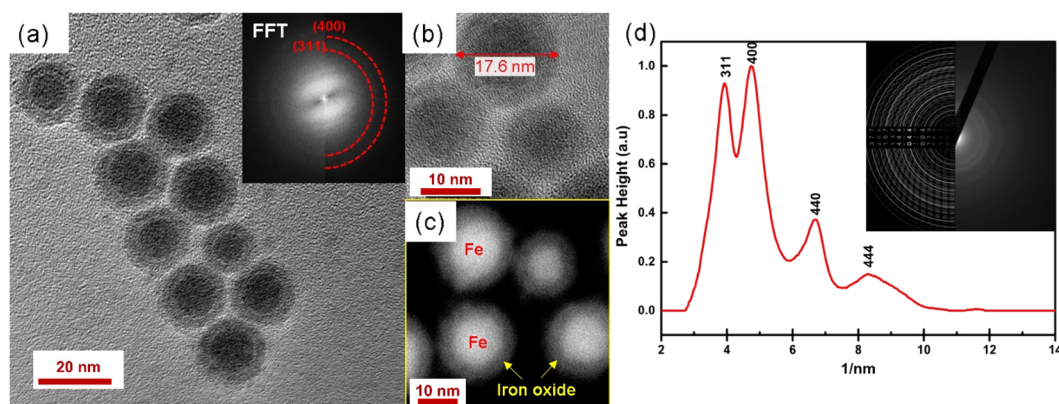 (a)
FFT
(400)
(311)
20 nm
(b)
17.6 nm
10 nm
(c)
Fe
Fe
Iron oxide
10 nm
(d)
Peak Height (a.u)
1.0
0.8
0.6
0.4
0.2
0.0
311
400
440
444
2 4 6 8 10 12 14
1/nm